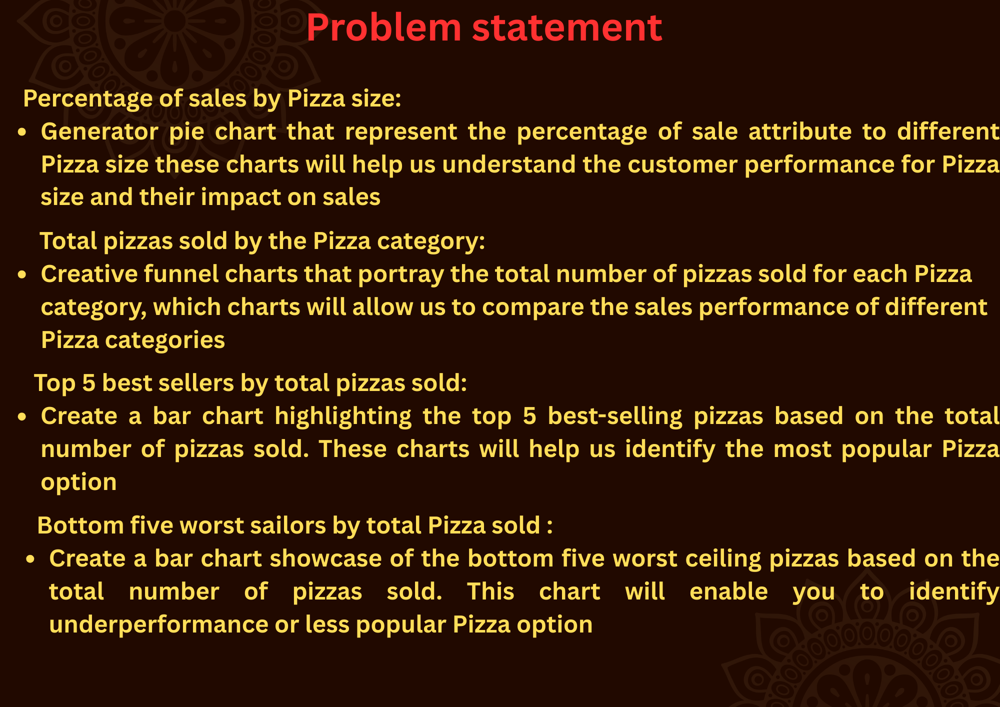 Problem statement
Percentage of sales by Pizza size:
• Generator pie chart that represent the percentage of sale attribute to different
Pizza size these charts will help us understand the customer performance for Pizza
size and their impact on sales
Total pizzas sold by the Pizza category:
• Creative funnel charts that portray the total number of pizzas sold for each Pizza
category, which charts will allow us to compare the sales performance of different
Pizza categories
Top 5 best sellers by total pizzas sold:
• Create a bar chart highlighting the top 5 best-selling pizzas based on the total
number of pizzas sold. These charts will help us identify the most popular Pizza
option
Bottom five worst sailors by total Pizza sold :
• Create a bar chart showcase of the bottom five worst ceiling pizzas based on the
total number of pizzas sold. This chart will enable you to identify
underperformance or less popular Pizza option